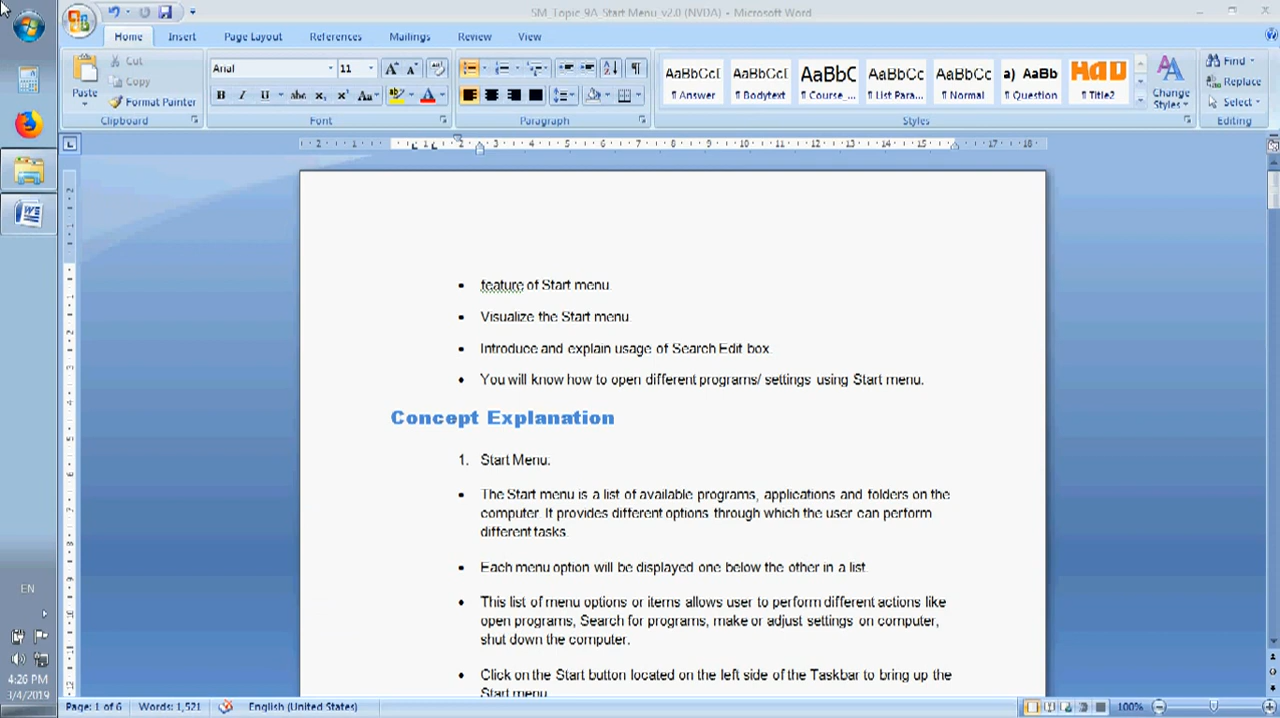 SM_Topic 9A_Start Menu_v2.0 (NVDA) - Microsoft Word
Home Insert Page Layout References Mailings Review View
Paste
Cut
Copy
Format Painter
Clipboard
Arial 11
Font
Paragraph
AaBbCcI AaBbCcI AaBbC AaBbCcI AaBbCcI a) AaBb HAD
¶ Answer ¶ Bodytext ¶ Course_... ¶ List Para... ¶ Normal ¶ Question ¶ Title2
Change Styles
Styles
Find
Replace
Select
Editing
feature of Start menu.
Visualize the Start menu.
Introduce and explain usage of Search Edit box.
You will know how to open different programs/ settings using Start menu.
Concept Explanation
1. Start Menu:
The Start menu is a list of available programs, applications and folders on the
computer. It provides different options through which the user can perform
different tasks.
Each menu option will be displayed one below the other in a list.
This list of menu options or items allows user to perform different actions like
open programs, Search for programs, make or adjust settings on computer,
shut down the computer.
Click on the Start button located on the left side of the Taskbar to bring up the
Start menu.
EN
4:26 PM
3/4/2019
Page: 1 of 6 Words: 1,521 English (United States) 100%